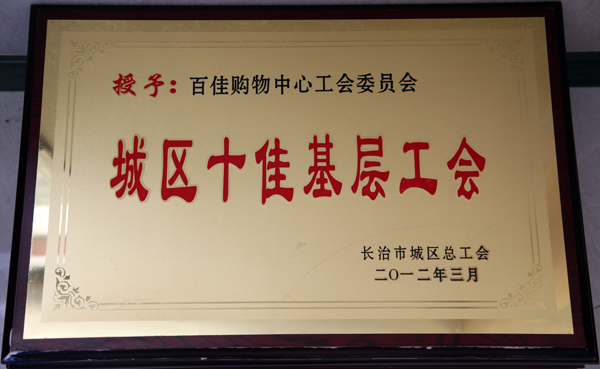 授予：百佳购物中心工会委员会
城区十佳基层工会
长治市城区总工会
二〇一二年三月